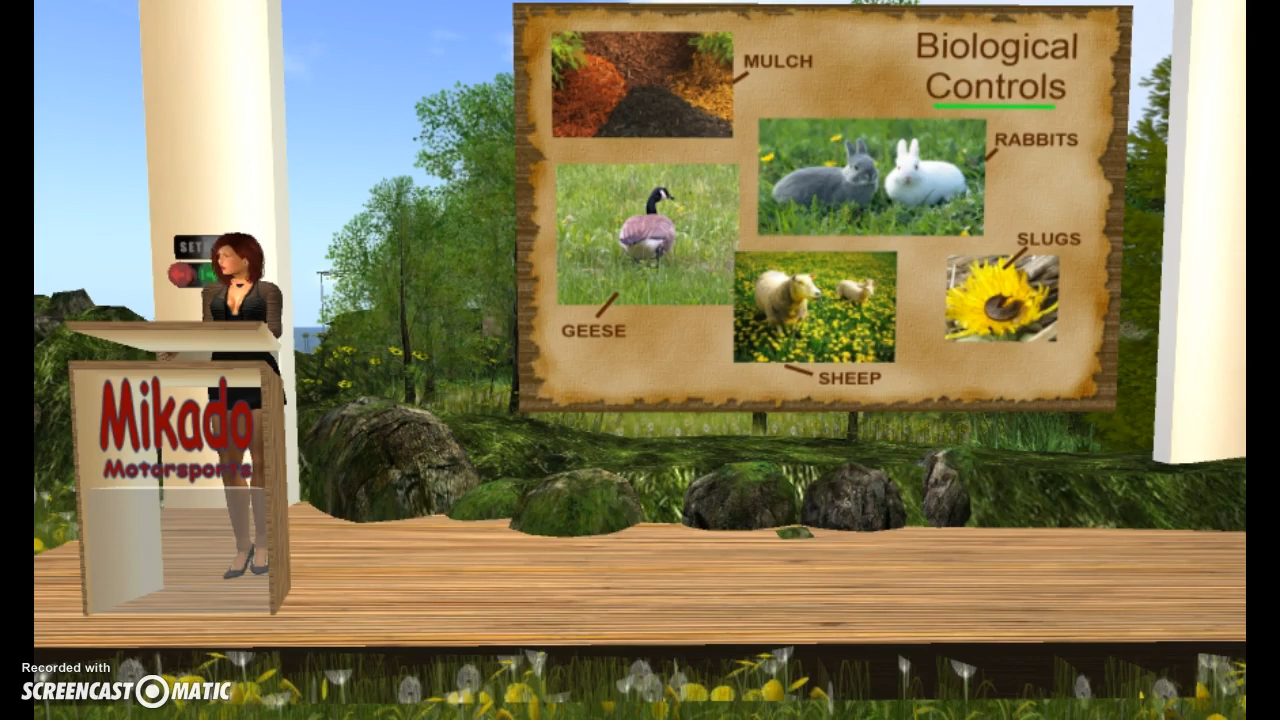 Biological
Controls
MULCH
RABBITS
SLUGS
GEESE
SHEEP
SET
Mikado
Motorsports
Recorded with
SCREENCAST MATIC